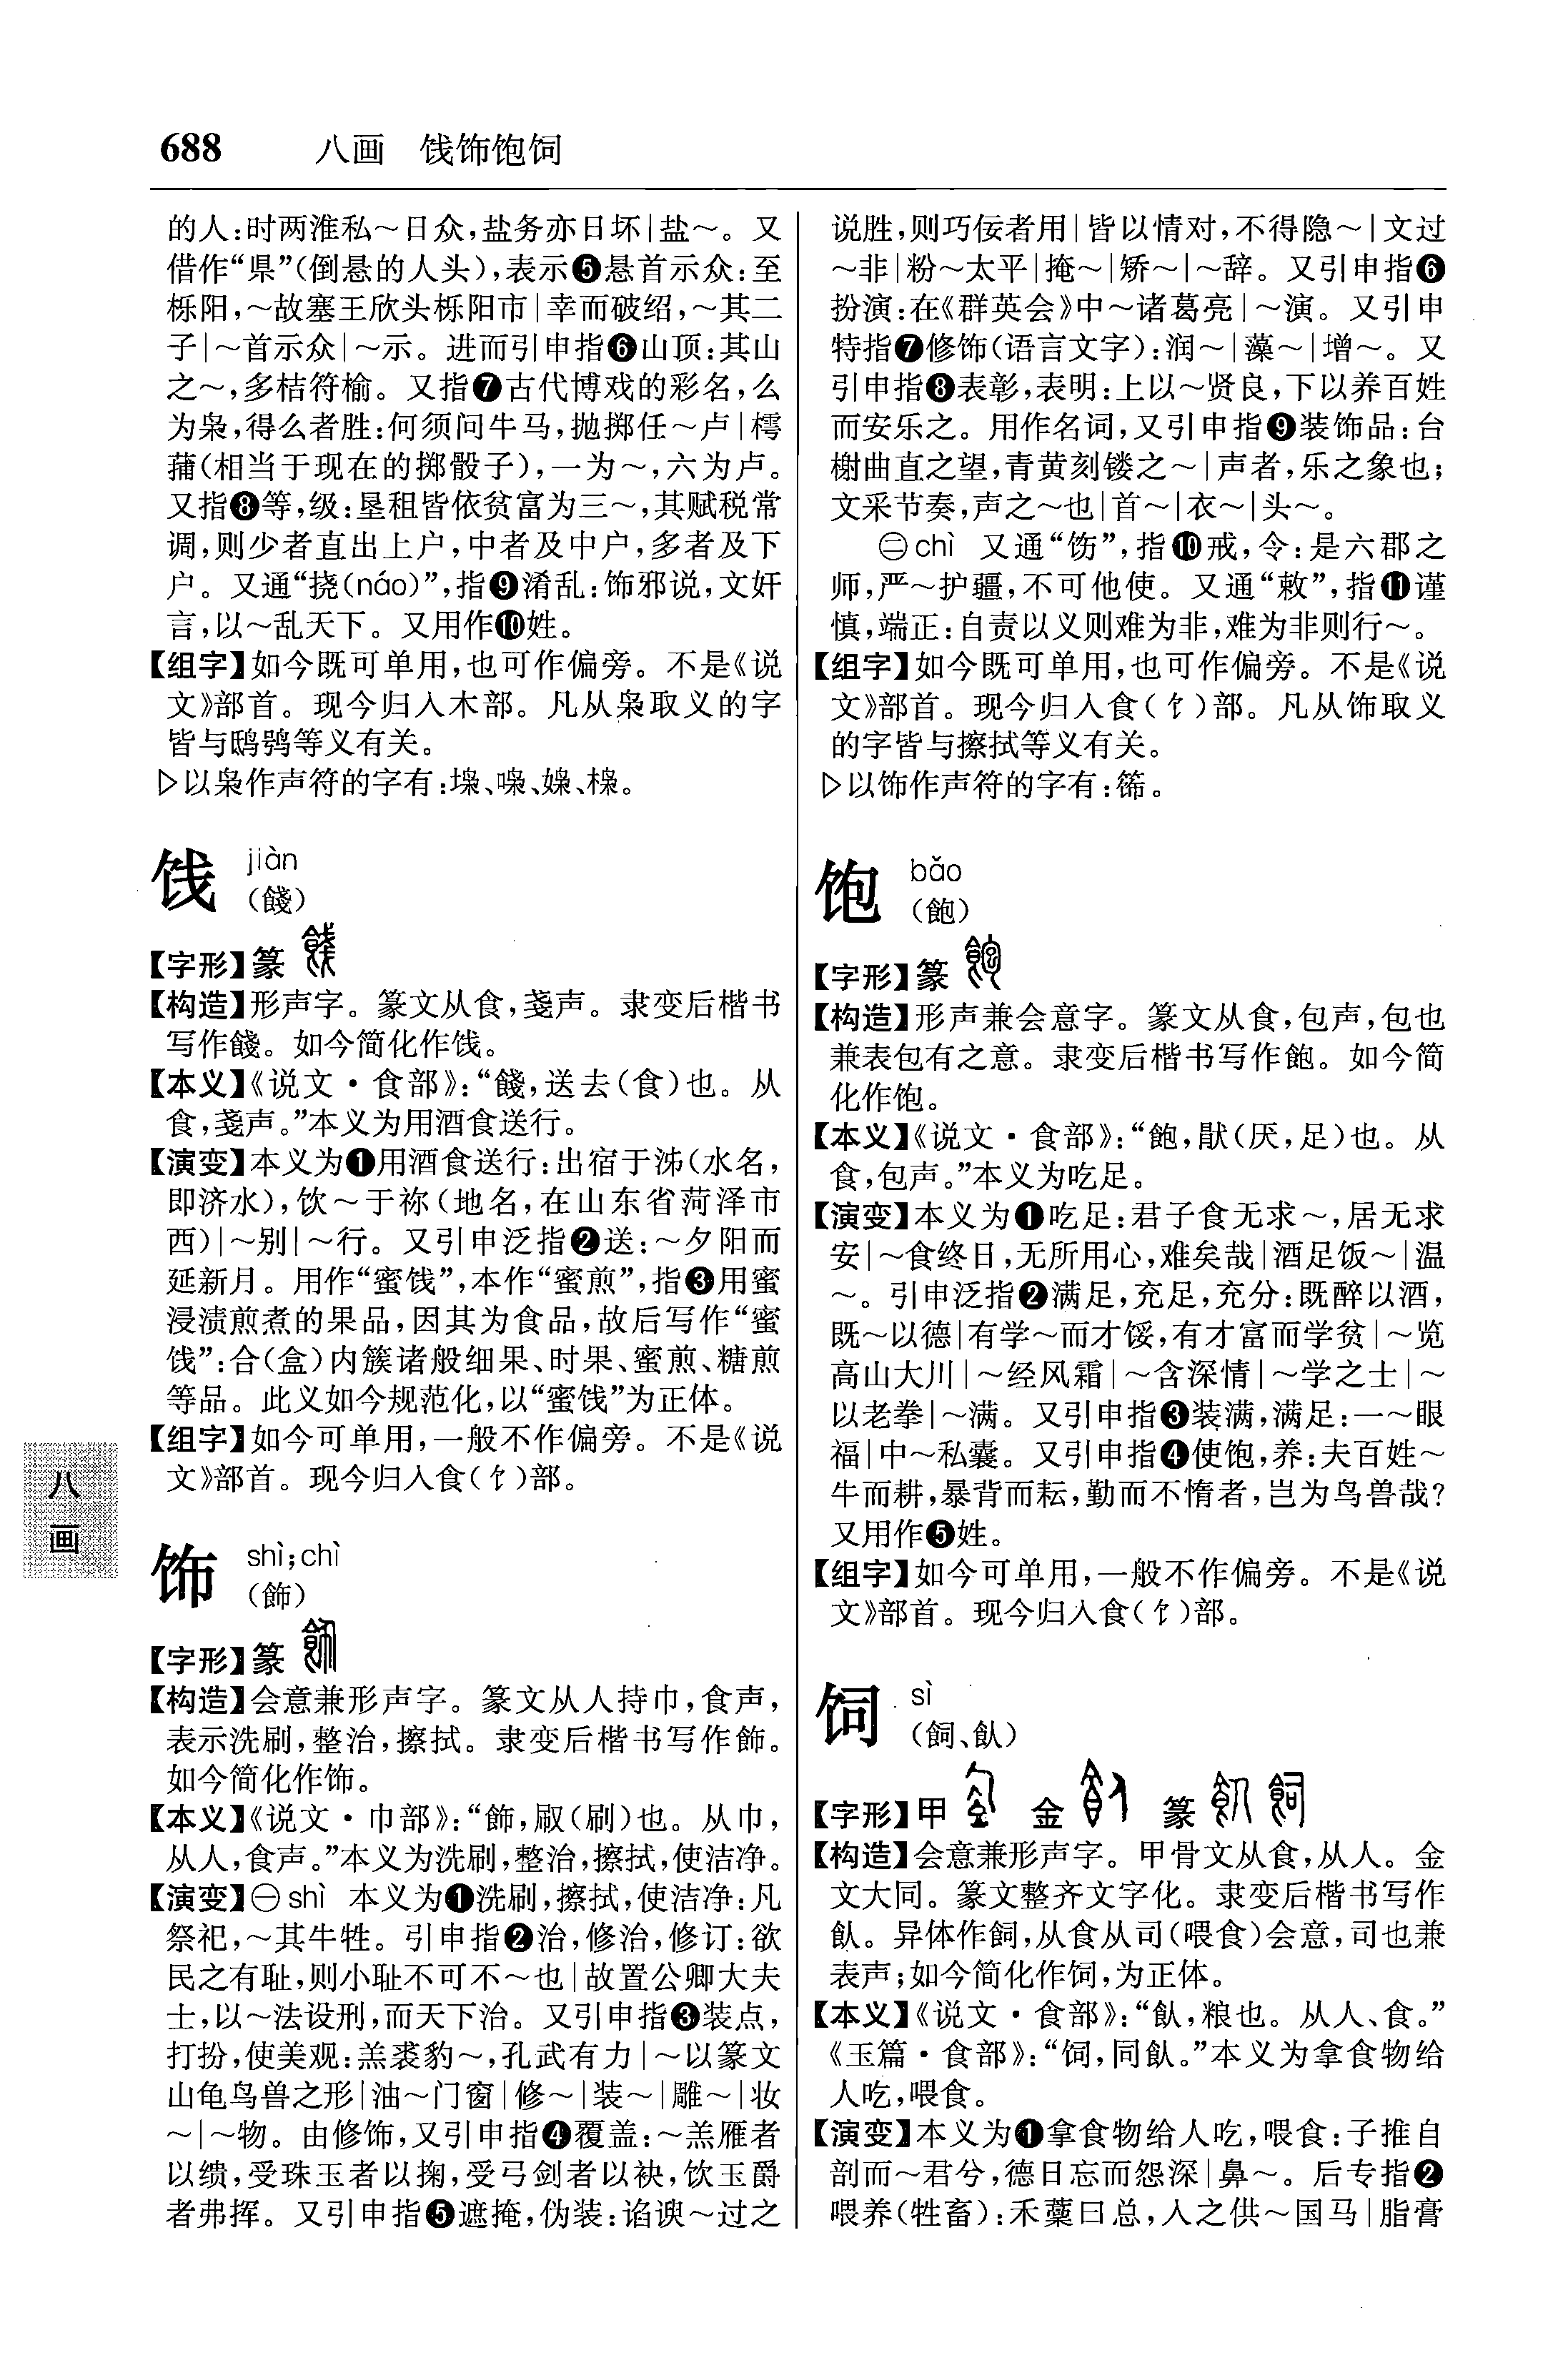 688 八画 饯饰饱饲
的人:时两淮私～日众,盐务亦日坏|盐～。又
借作“県”(倒悬的人头),表示❺悬首示众:至
栎阳,～故塞王欣头栎阳市|幸而破绍,～其二
子|～首示众|～示。进而引申指❻山顶:其山
之～,多桔符榆。又指❼古代博戏的彩名,么
为枭,得么者胜:何须问牛马,抛掷任～卢|樗
蒱(相当于现在的掷骰子),一为～,六为卢。
又指❽等,级:垦租皆依贫富为三～,其赋税常
调,则少者直出上户,中者及中户,多者及下
户。又通“挠(náo)”,指❾淆乱:饰邪说,文奸
言,以～乱天下。又用作❿姓。
【组字】如今既可单用,也可作偏旁。不是《说
文》部首。现今归入木部。凡从枭取义的字
皆与鸱鸮等义有关。
▷以枭作声符的字有:㙞、嘄、㛱、槝。
饯 jiàn
(餞)
【字形】篆
【构造】形声字。篆文从食,戔声。隶变后楷书
写作餞。如今简化作饯。
【本义】《说文·食部》:“餞,送去(食)也。从
食,戔声。”本义为用酒食送行。
【演变】本义为❶用酒食送行:出宿于泲(水名,
即济水),饮～于祢(地名,在山东省菏泽市
西)|～别|～行。又引申泛指❷送:～夕阳而
延新月。用作“蜜饯”,本作“蜜煎”,指❸用蜜
浸渍煎煮的果品,因其为食品,故后写作“蜜
饯”:合(盒)内簇诸般细果、时果、蜜煎、糖煎
等品。此义如今规范化,以“蜜饯”为正体。
【组字】如今可单用,一般不作偏旁。不是《说
文》部首。现今归入食(饣)部。
饰 shì;chì
(飾)
【字形】篆
【构造】会意兼形声字。篆文从人持巾,食声,
表示洗刷,整治,擦拭。隶变后楷书写作飾。
如今简化作饰。
【本义】《说文·巾部》:“飾,㕞(刷)也。从巾,
从人,食声。”本义为洗刷,整治,擦拭,使洁净。
【演变】㊀shì 本义为❶洗刷,擦拭,使洁净:凡
祭祀,～其牛牲。引申指❷治,修治,修订:欲
民之有耻,则小耻不可不～也|故置公卿大夫
士,以～法设刑,而天下治。又引申指❸装点,
打扮,使美观:羔裘豹～,孔武有力|～以篆文
山龟鸟兽之形|油～门窗|修～|装～|雕～|妆
～|～物。由修饰,又引申指❹覆盖:～羔雁者
以缋,受珠玉者以掬,受弓剑者以袂,饮玉爵
者弗挥。又引申指❺遮掩,伪装:谄谀～过之
说胜,则巧佞者用|皆以情对,不得隐～|文过
～非|粉～太平|掩～|矫～|～辞。又引申指❻
扮演:在《群英会》中～诸葛亮|～演。又引申
特指❼修饰(语言文字):润～|藻～|增～。又
引申指❽表彰,表明:上以～贤良,下以养百姓
而安乐之。用作名词,又引申指❾装饰品:台
榭曲直之望,青黄刻镂之～|声者,乐之象也;
文采节奏,声之～也|首～|衣～|头～。
㊁chì 又通“饬”,指❿戒,令:是六郡之
师,严～护疆,不可他使。又通“敕”,指⓫谨
慎,端正:自责以义则难为非,难为非则行～。
【组字】如今既可单用,也可作偏旁。不是《说
文》部首。现今归入食(饣)部。凡从饰取义
的字皆与擦拭等义有关。
▷以饰作声符的字有:
饱 bǎo
(飽)
【字形】篆
【构造】形声兼会意字。篆文从食,包声,包也
兼表包有之意。隶变后楷书写作飽。如今简
化作饱。
【本义】《说文·食部》:“飽,猒(厌,足)也。从
食,包声。”本义为吃足。
【演变】本义为❶吃足:君子食无求～,居无求
安|～食终日,无所用心,难矣哉|酒足饭～|温
～。引申泛指❷满足,充足,充分:既醉以酒,
既～以德|有学～而才馁,有才富而学贫|～览
高山大川|～经风霜|～含深情|～学之士|～
以老拳|～满。又引申指❸装满,满足:一～眼
福|中～私囊。又引申指❹使饱,养:夫百姓～
牛而耕,暴背而耘,勤而不惰者,岂为鸟兽哉?
又用作❺姓。
【组字】如今可单用,一般不作偏旁。不是《说
文》部首。现今归入食(饣)部。
饲 sì
(飼、飤)
【字形】甲 金 篆
【构造】会意兼形声字。甲骨文从食,从人。金
文大同。篆文整齐文字化。隶变后楷书写作
飤。异体作飼,从食从司(喂食)会意,司也兼
表声;如今简化作饲,为正体。
【本义】《说文·食部》:“飤,粮也。从人、食。”
《玉篇·食部》:“饲,同飤。”本义为拿食物给
人吃,喂食。
【演变】本义为❶拿食物给人吃,喂食:子推自
剖而～君兮,德日忘而怨深|鼻～。后专指❷
喂养(牲畜):禾藁曰总,人之供～国马|脂膏
八
画